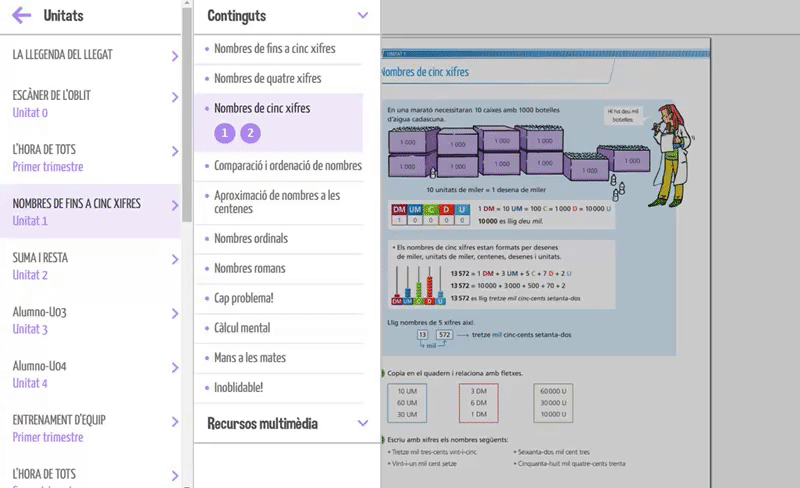 Unitats
LA LLEGENDA DEL LLEGAT
ESCÀNER DE L'OBLIT
Unitat 0
L'HORA DE TOTS
Primer trimestre
NOMBRES DE FINS A CINC XIFRES
Unitat 1
SUMA I RESTA
Unitat 2
Alumno-U03
Unitat 3
Alumno-U04
Unitat 4
ENTRENAMENT D'EQUIP
Primer trimestre
L'HORA DE TOTS
Continguts
Nombres de fins a cinc xifres
Nombres de quatre xifres
Nombres de cinc xifres
1 2
Comparació i ordenació de nombres
Aproximació de nombres a les
centenes
Nombres ordinals
Nombres romans
Cap problema!
Càlcul mental
Mans a les mates
Inoblidable!
Recursos multimèdia
UNITAT 1
Nombres de cinc xifres
En una marató necessitaran 10 caixes amb 1000 botelles
d'aigua cadascuna.
Hi ha deu mil
botelles.
1 000 1 000 1 000 1 000
1 000 1 000 1 000 1 000 1 000 1 000
10 unitats de miler = 1 desena de miler
DM UM C D U
1 0 0 0 0
1 DM = 10 UM = 100 C = 1 000 D = 10 000 U
10 000 es llig deu mil.
• Els nombres de cinc xifres estan formats per desenes
de miler, unitats de miler, centenes, desenes i unitats.
DM UM C D U
13 572 = 1 DM + 3 UM + 5 C + 7 D + 2 U
13 572 = 10 000 + 3 000 + 500 + 70 + 2
13 572 es llig tretze mil cinc-cents setanta-dos
Llig nombres de 5 xifres així:
13 572 → tretze mil cinc-cents setanta-dos
mil
Copia en el quadern i relaciona amb fletxes.
10 UM 3 DM 60 000 U
60 UM 6 DM 30 000 U
30 UM 1 DM 10 000 U
Escriu amb xifres els nombres següents:
• Tretze mil tres-cents vint-i-cinc • Seixanta-dos mil cent tres
• Vint-i-un mil cent setze • Cinquanta-huit mil quatre-cents trenta